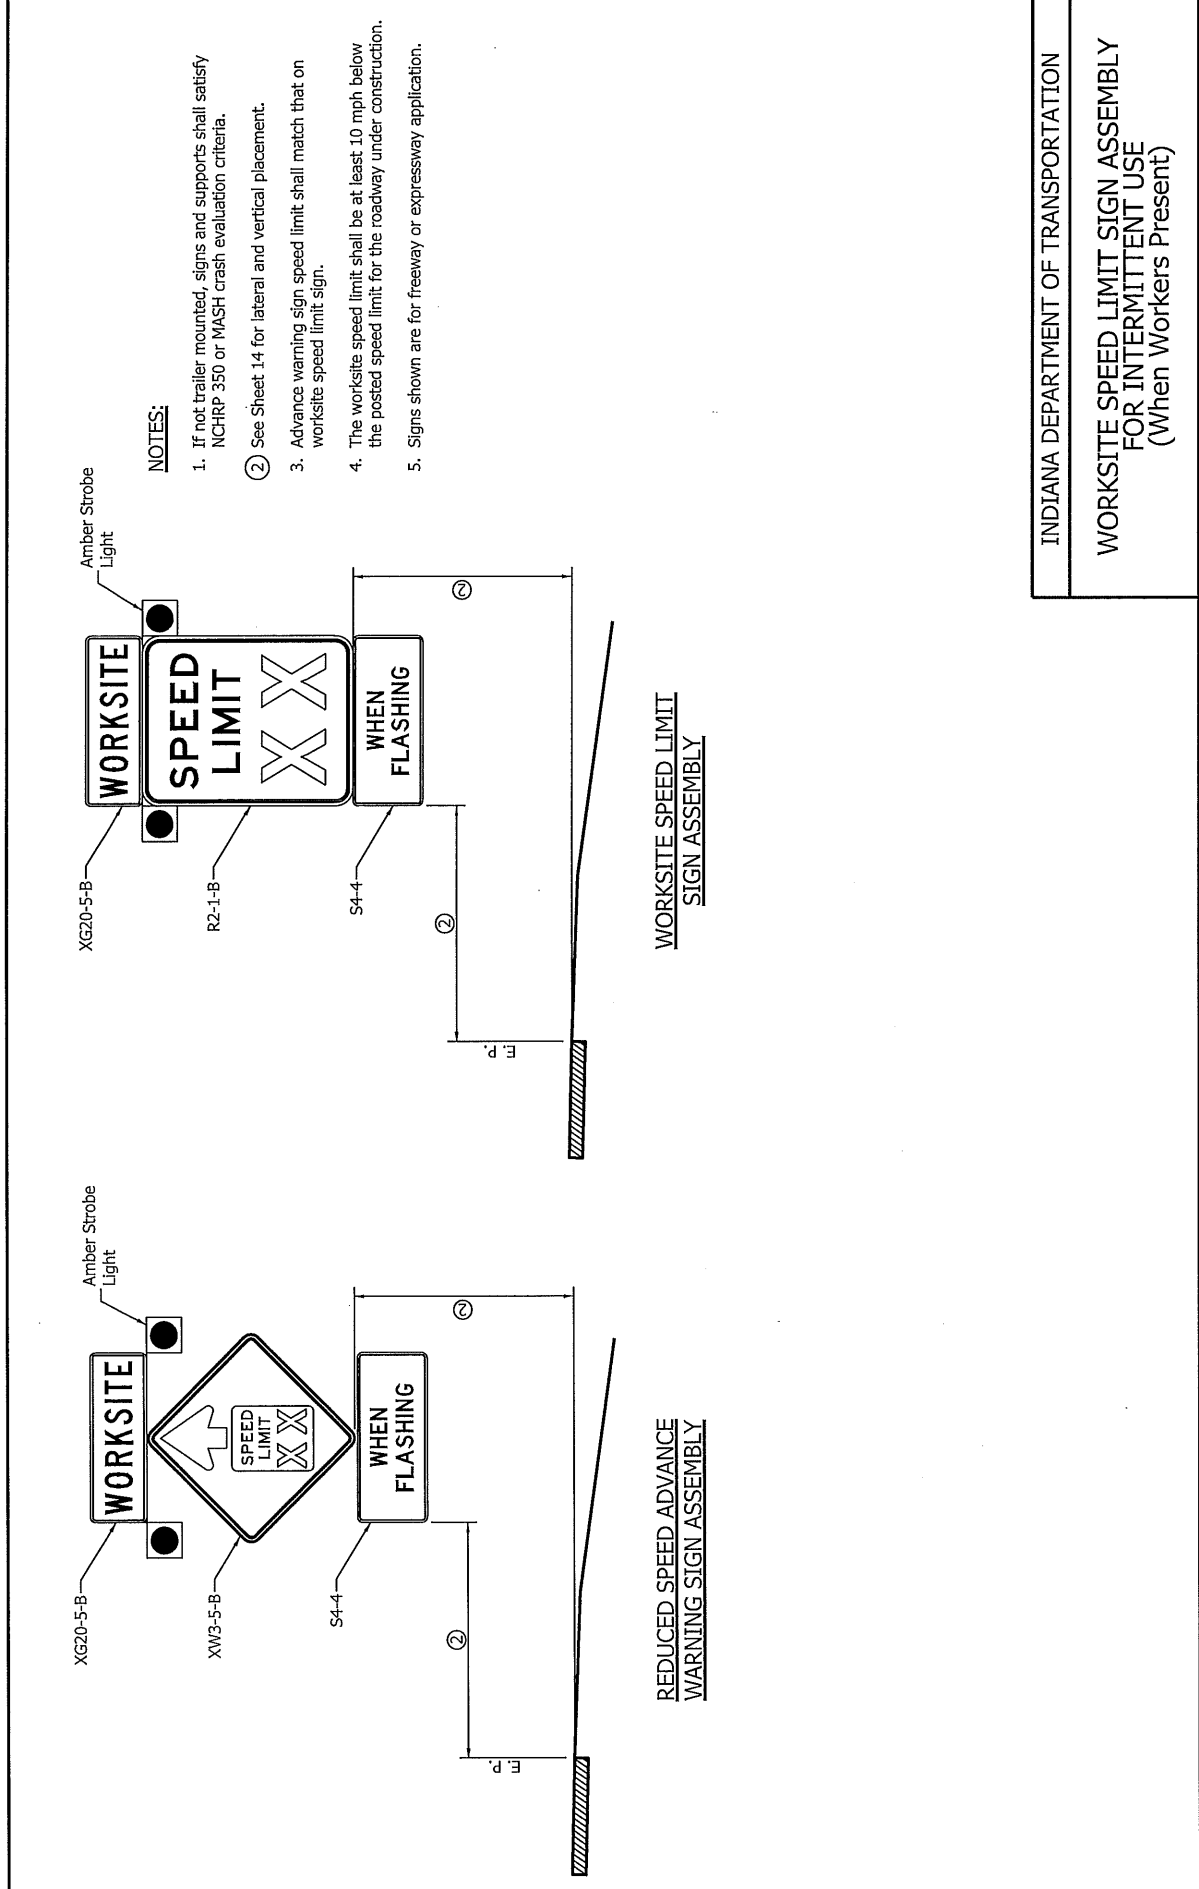 XG20-5-B
Amber Strobe
Light
WORKSITE
XW3-5-B
SPEED
LIMIT
XX
S4-4
WHEN
FLASHING
②
②
E. P.
REDUCED SPEED ADVANCE
WARNING SIGN ASSEMBLY
XG20-5-B
Amber Strobe
Light
WORKSITE
R2-1-B
SPEED
LIMIT
XX
S4-4
WHEN
FLASHING
②
②
E. P.
WORKSITE SPEED LIMIT
SIGN ASSEMBLY
NOTES:
1. If not trailer mounted, signs and supports shall satisfy
NCHRP 350 or MASH crash evaluation criteria.
② See Sheet 14 for lateral and vertical placement.
3. Advance warning sign speed limit shall match that on
worksite speed limit sign.
4. The worksite speed limit shall be at least 10 mph below
the posted speed limit for the roadway under construction.
5. Signs shown are for freeway or expressway application.
INDIANA DEPARTMENT OF TRANSPORTATION
WORKSITE SPEED LIMIT SIGN ASSEMBLY
FOR INTERMITTENT USE
(When Workers Present)